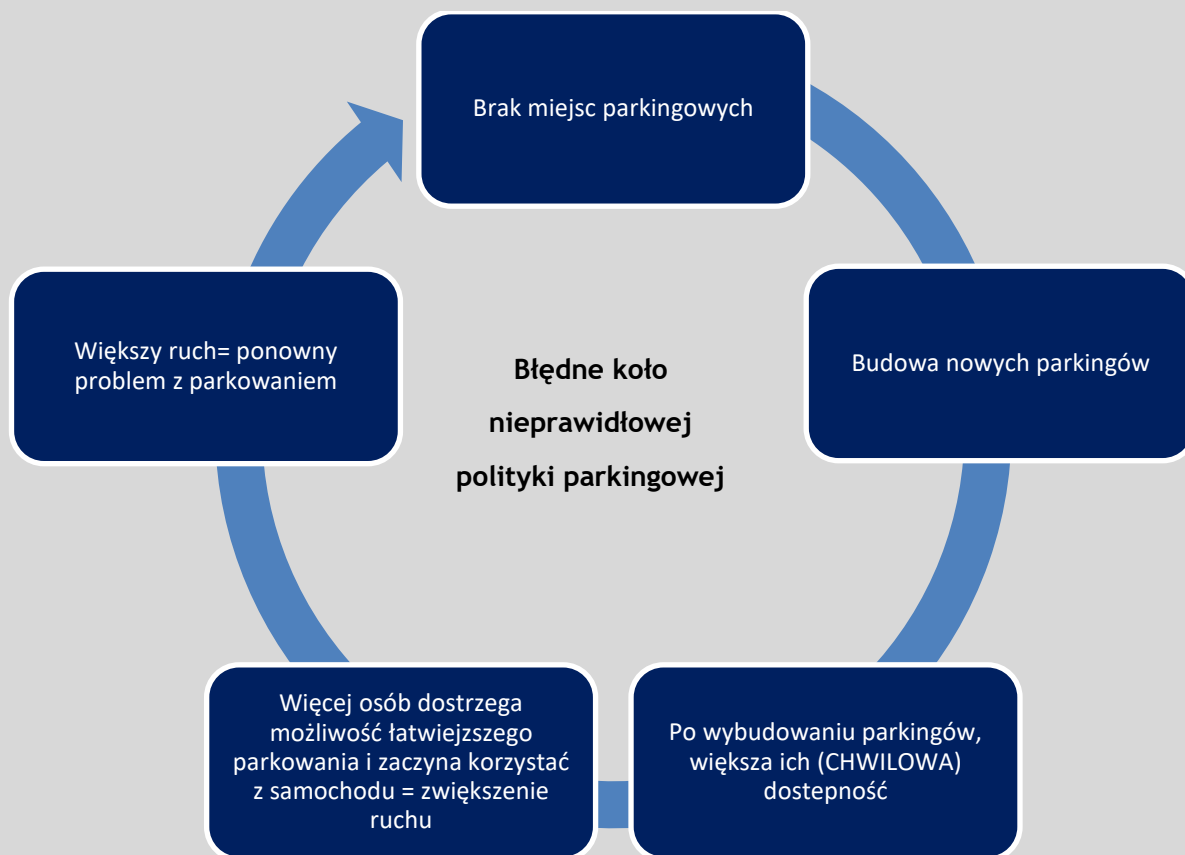 Brak miejsc parkingowych
Budowa nowych parkingów
Po wybudowaniu parkingów,
większa ich (CHWILOWA)
dostepność
Więcej osób dostrzega
możliwość łatwiejzszego
parkowania i zaczyna korzystać
z samochodu = zwiększenie
ruchu
Większy ruch= ponowny
problem z parkowaniem
Błędne koło
nieprawidłowej
polityki parkingowej